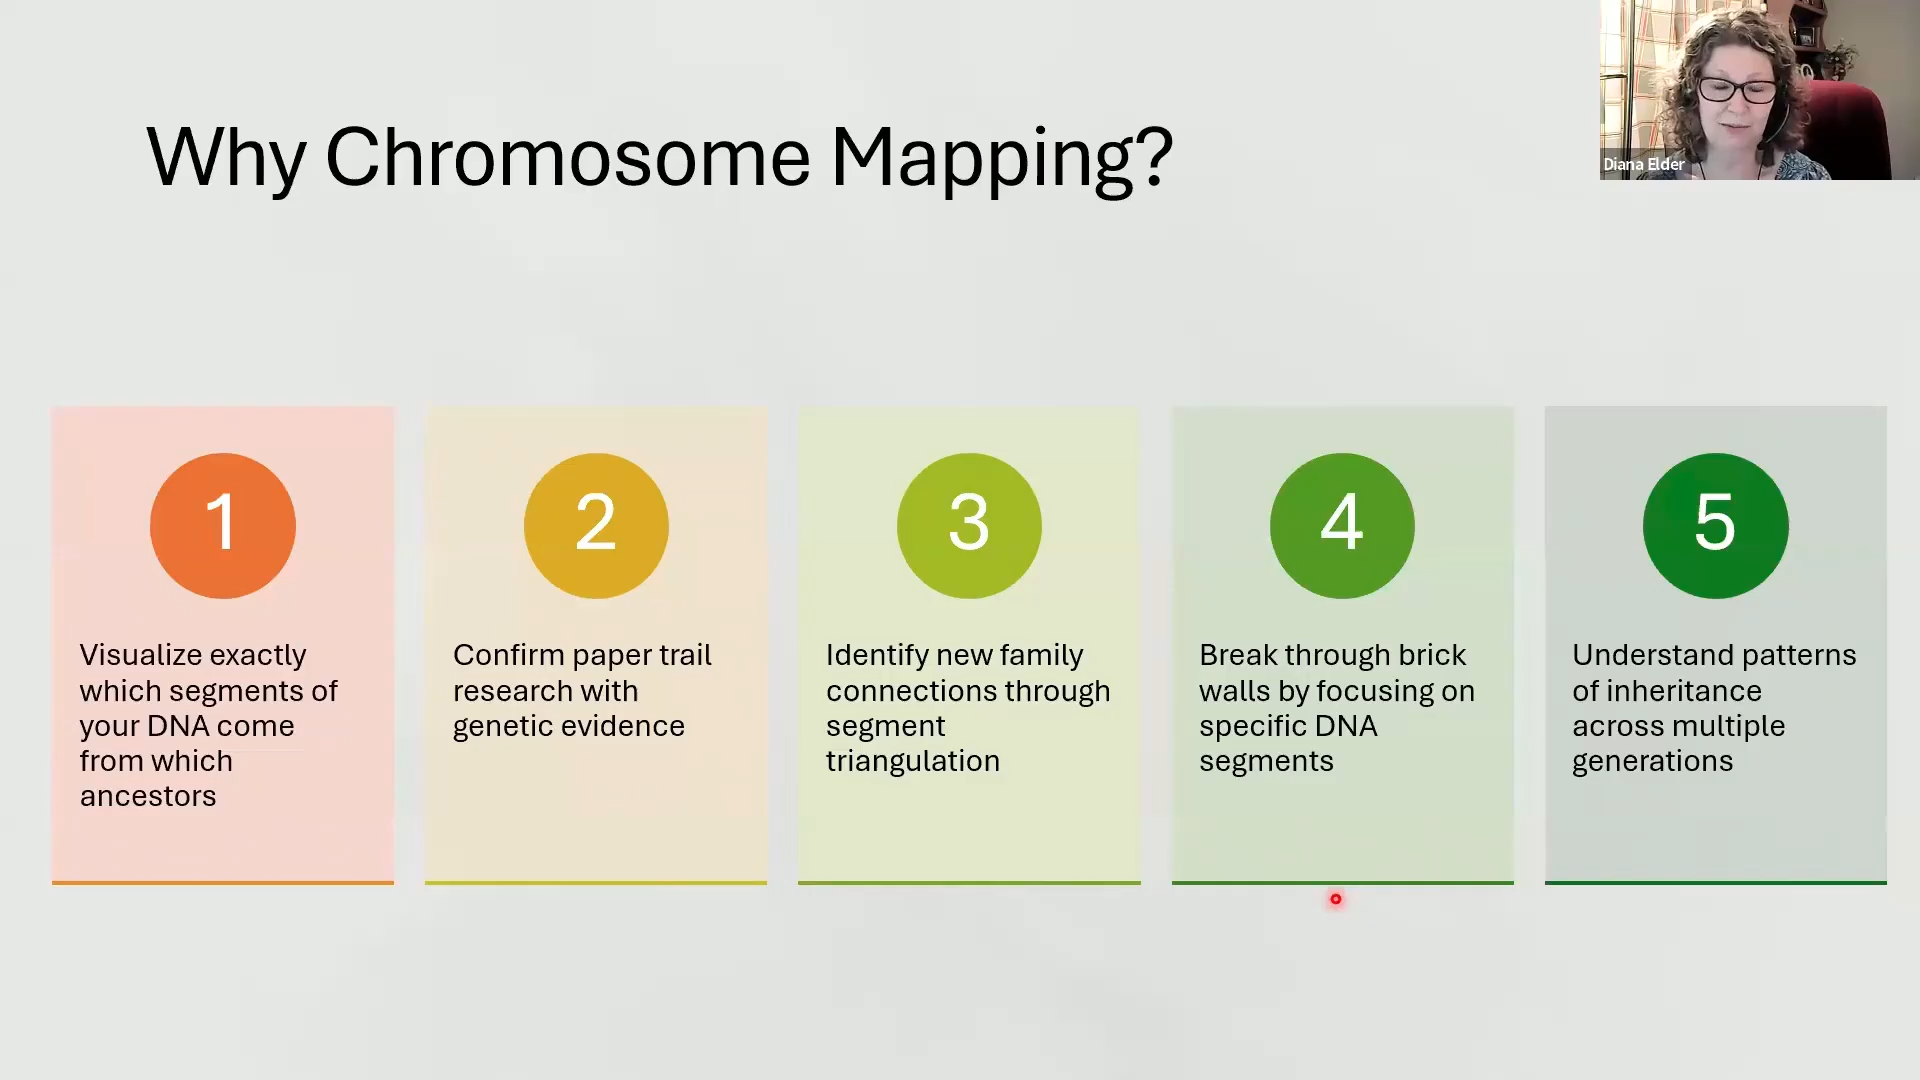 Why Chromosome Mapping?
Diana Elder
1
Visualize exactly
which segments of
your DNA come
from which
ancestors
2
Confirm paper trail
research with
genetic evidence
3
Identify new family
connections through
segment
triangulation
4
Break through brick
walls by focusing on
specific DNA
segments
5
Understand patterns
of inheritance
across multiple
generations